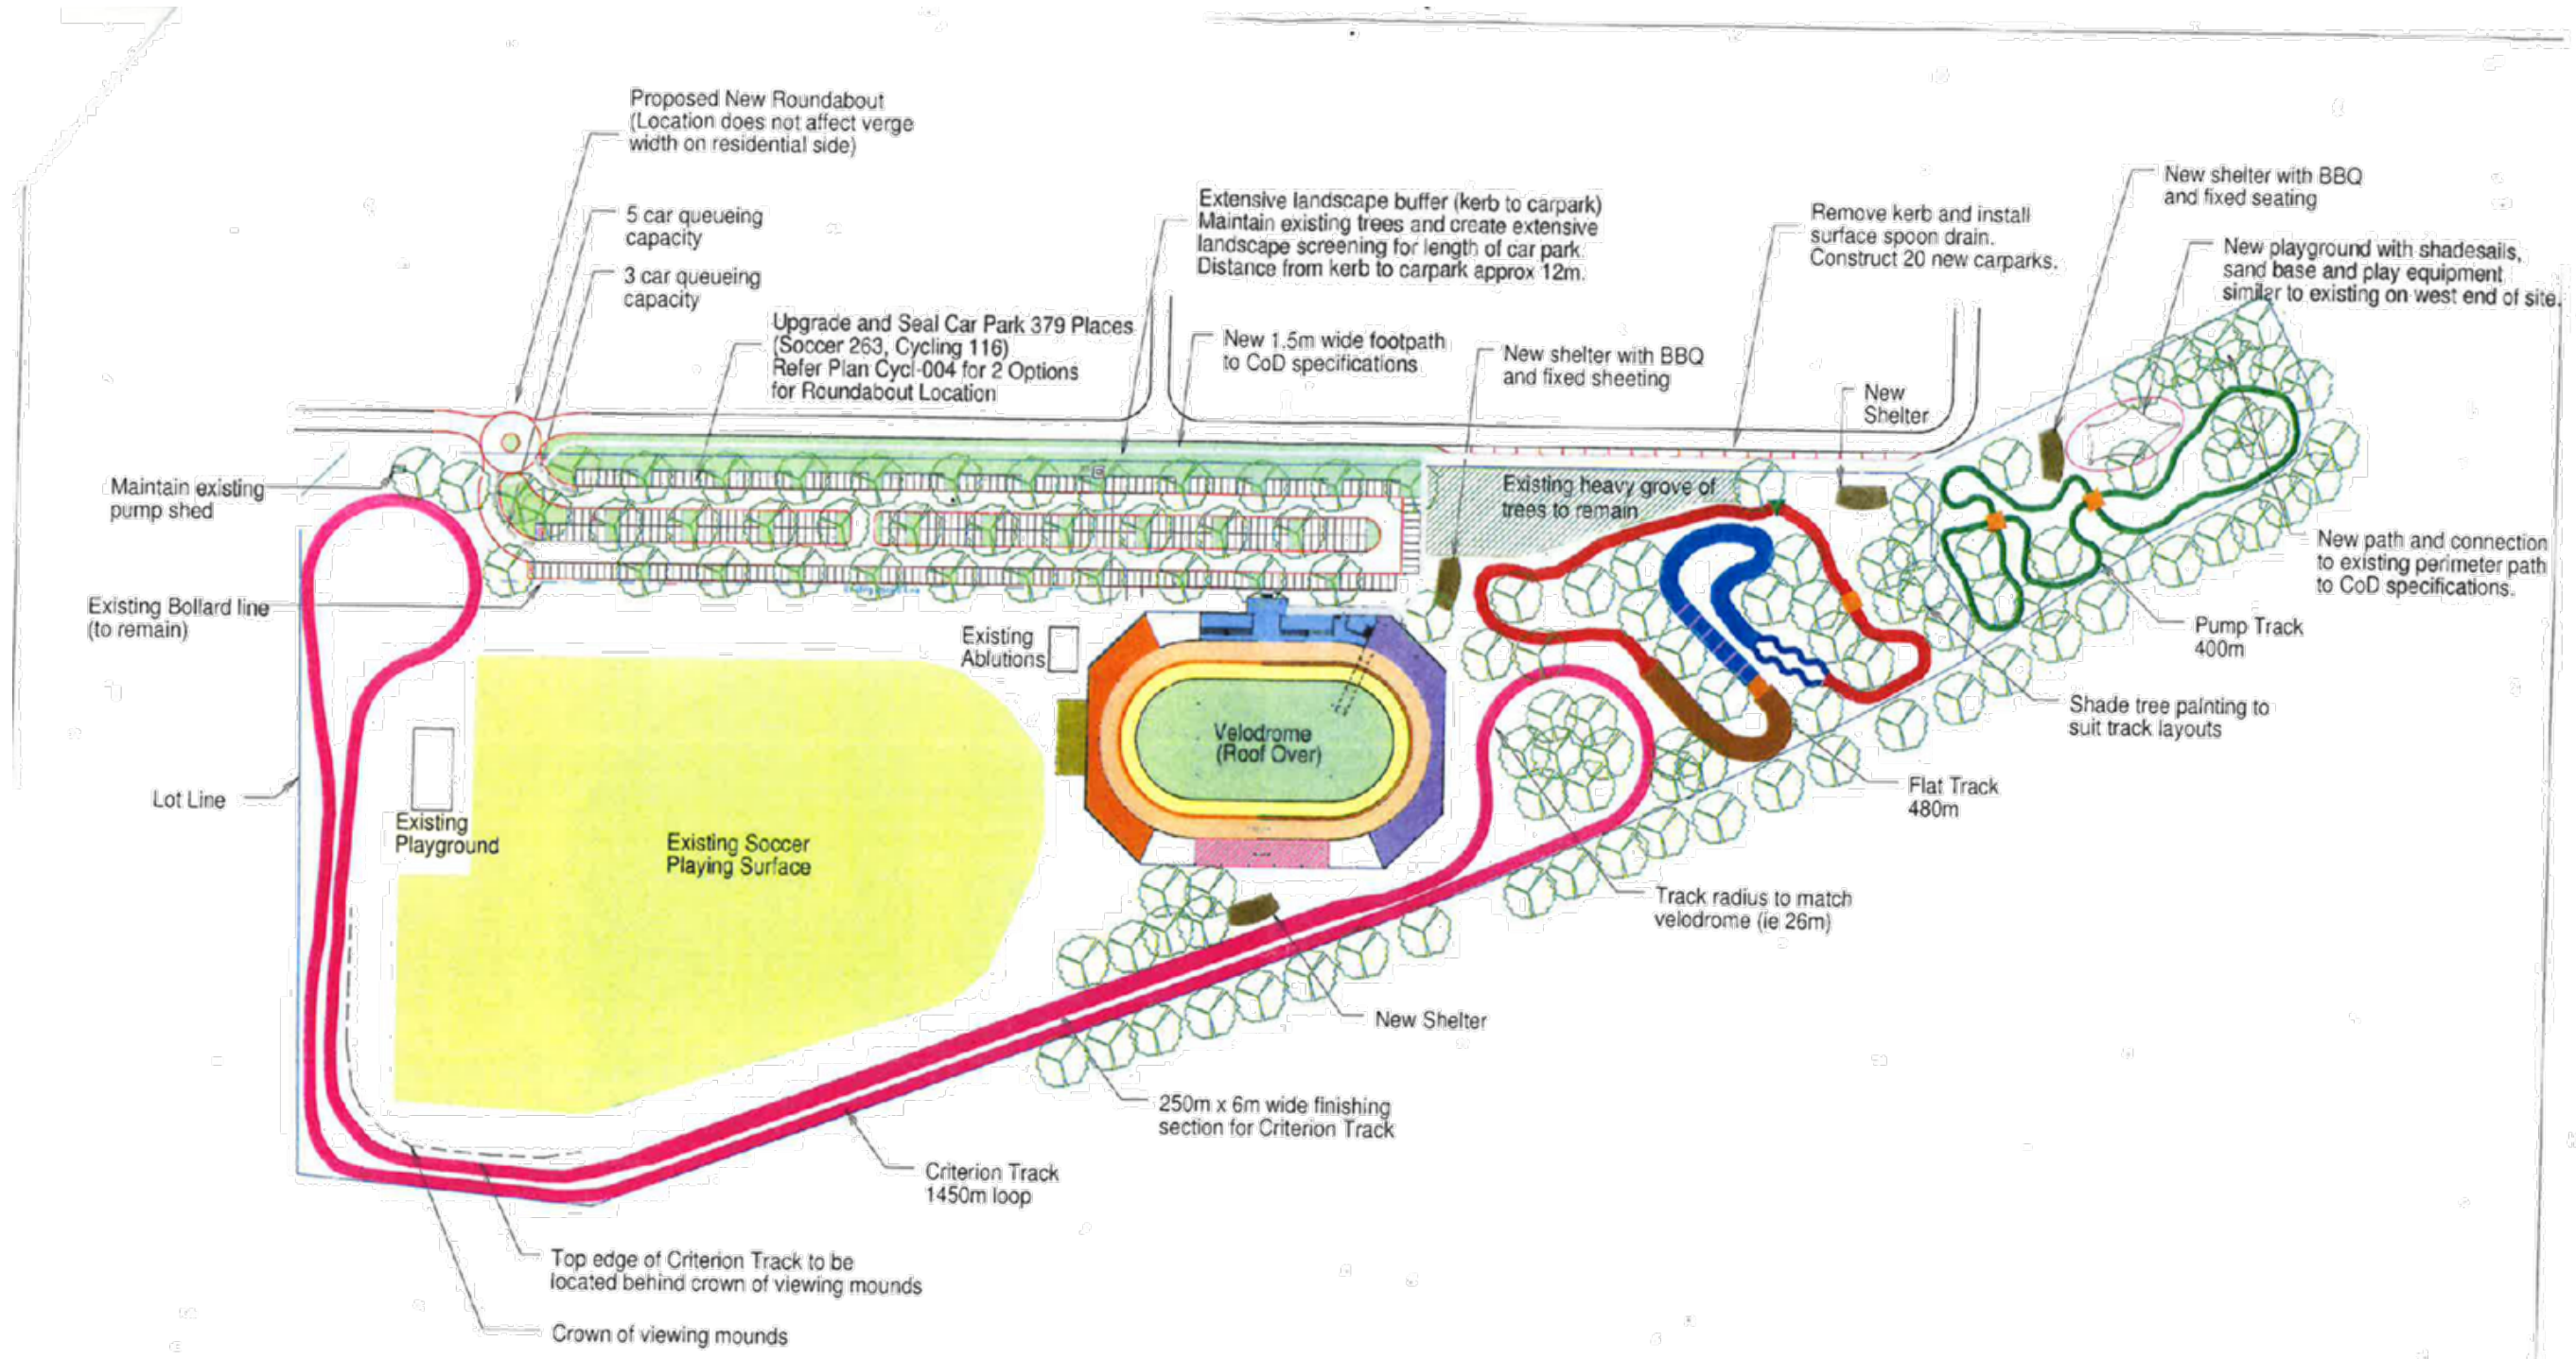 Proposed New Roundabout
(Location does not affect verge
width on residential side)
5 car queueing
capacity
3 car queueing
capacity
Upgrade and Seal Car Park 379 Places
(Soccer 263, Cycling 116)
Refer Plan Cycl-004 for 2 Options
for Roundabout Location
Extensive landscape buffer (kerb to carpark)
Maintain existing trees and create extensive
landscape screening for length of car park.
Distance from kerb to carpark approx 12m.
New 1.5m wide footpath
to CoD specifications
New shelter with BBQ
and fixed sheeting
Remove kerb and install
surface spoon drain.
Construct 20 new carparks.
New
Shelter
New shelter with BBQ
and fixed seating
New playground with shadesails,
sand base and play equipment
similer to existing on west end of site.
Maintain existing
pump shed
Existing Bollard line
(to remain)
Lot Line
Existing
Playground
Existing Soccer
Playing Surface
Existing
Ablutions
Velodrome
(Roof Over)
Existing heavy grove of
trees to remain
New path and connection
to existing perimeter path
to CoD specifications.
Pump Track
400m
Shade tree painting to
suit track layouts
Flat Track
480m
Track radius to match
velodrome (ie 26m)
New Shelter
250m x 6m wide finishing
section for Criterion Track
Criterion Track
1450m loop
Top edge of Criterion Track to be
located behind crown of viewing mounds
Crown of viewing mounds